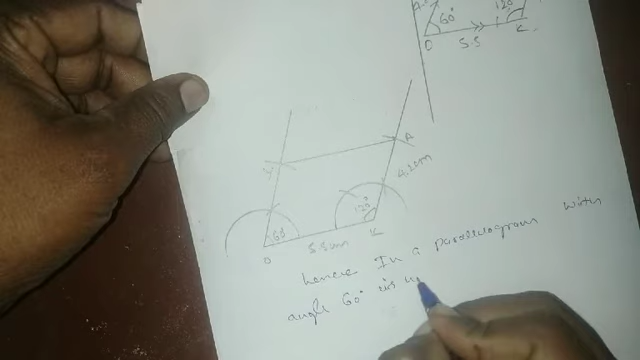 60° 120°
D 5.5 K
A
4.2cm
60° 120°
D 5.5cm K
hence In a parallelogram with
angle 60° is